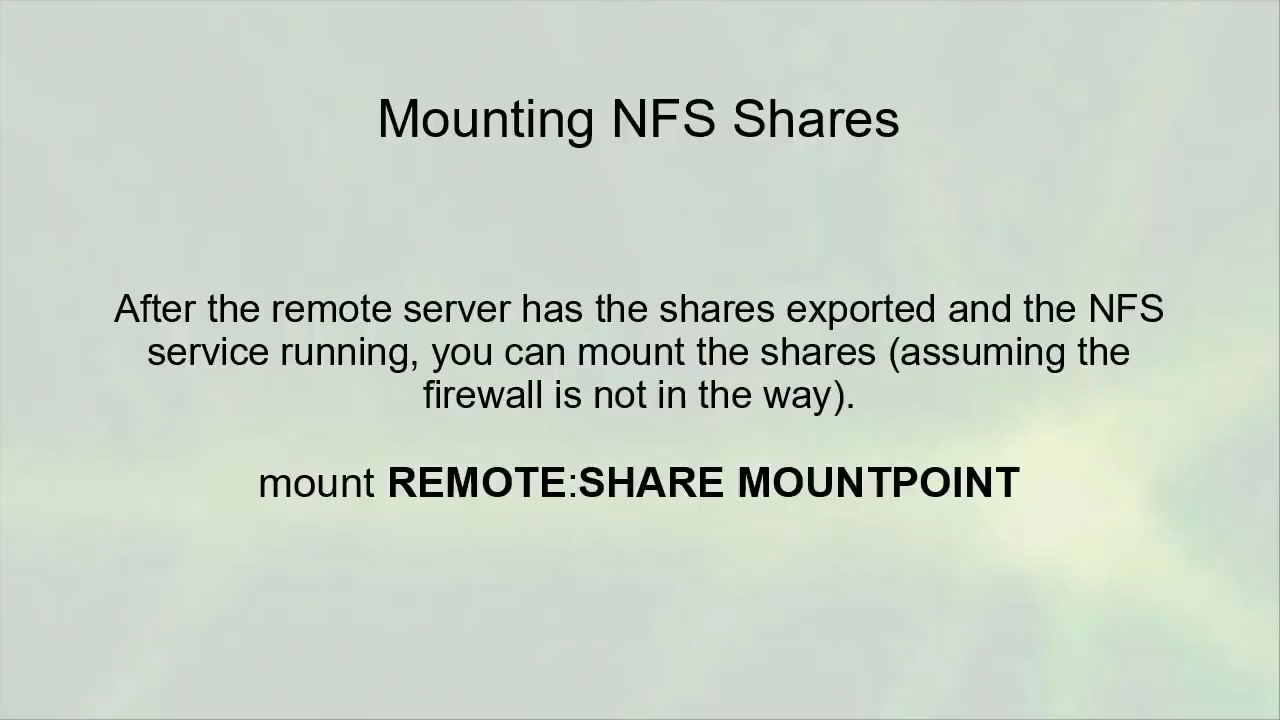 Mounting NFS Shares
After the remote server has the shares exported and the NFS
service running, you can mount the shares (assuming the
firewall is not in the way).
mount REMOTE:SHARE MOUNTPOINT